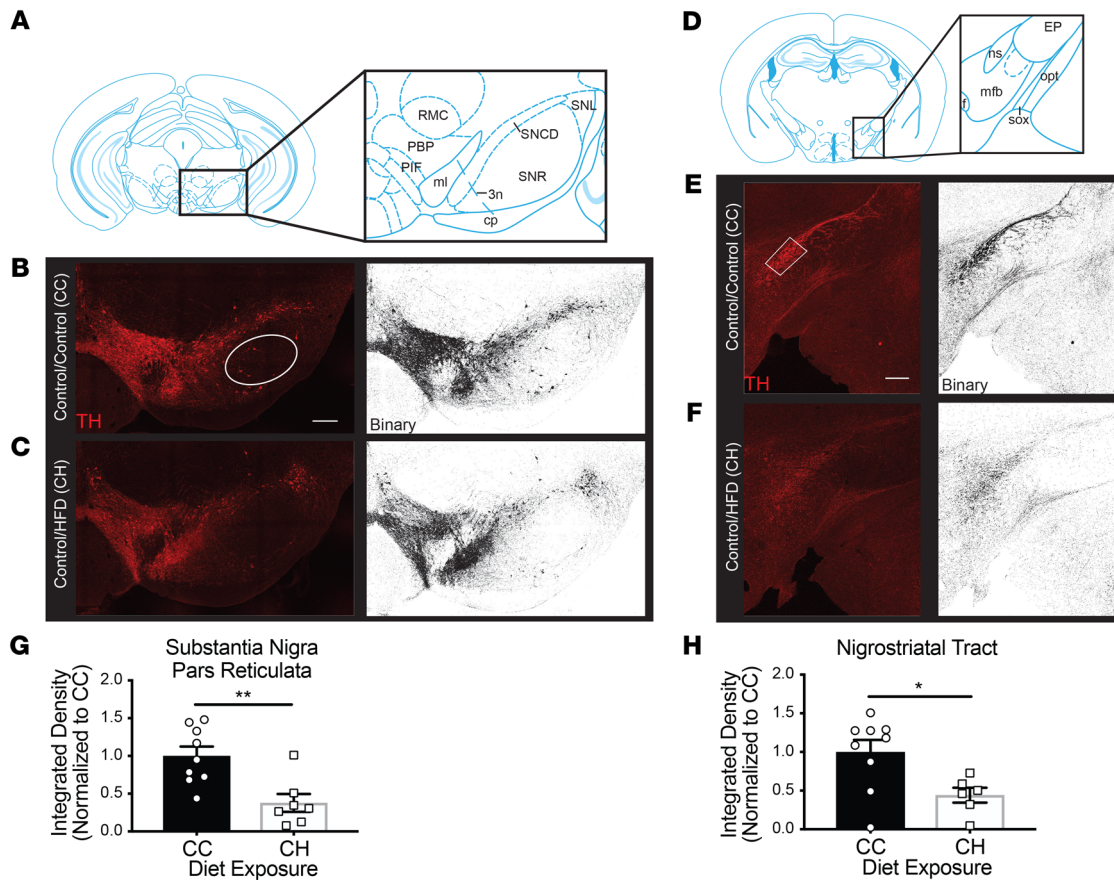 A
RMC
PBP
PIF
ml
SNL
SNCD
SNR
3n
cp
D
ns
EP
mfb
opt
f
sox
B
Control/Control (CC)
TH
Binary
C
Control/HFD (CH)
E
Control/Control (CC)
TH
Binary
F
Control/HFD (CH)
G
Substantia Nigra
Pars Reticulata
Integrated Density
(Normalized to CC)
2.0
1.5
1.0
0.5
0.0
**
CC CH
Diet Exposure
H
Nigrostriatal Tract
Integrated Density
(Normalized to CC)
2.0
1.5
1.0
0.5
0.0
*
CC CH
Diet Exposure